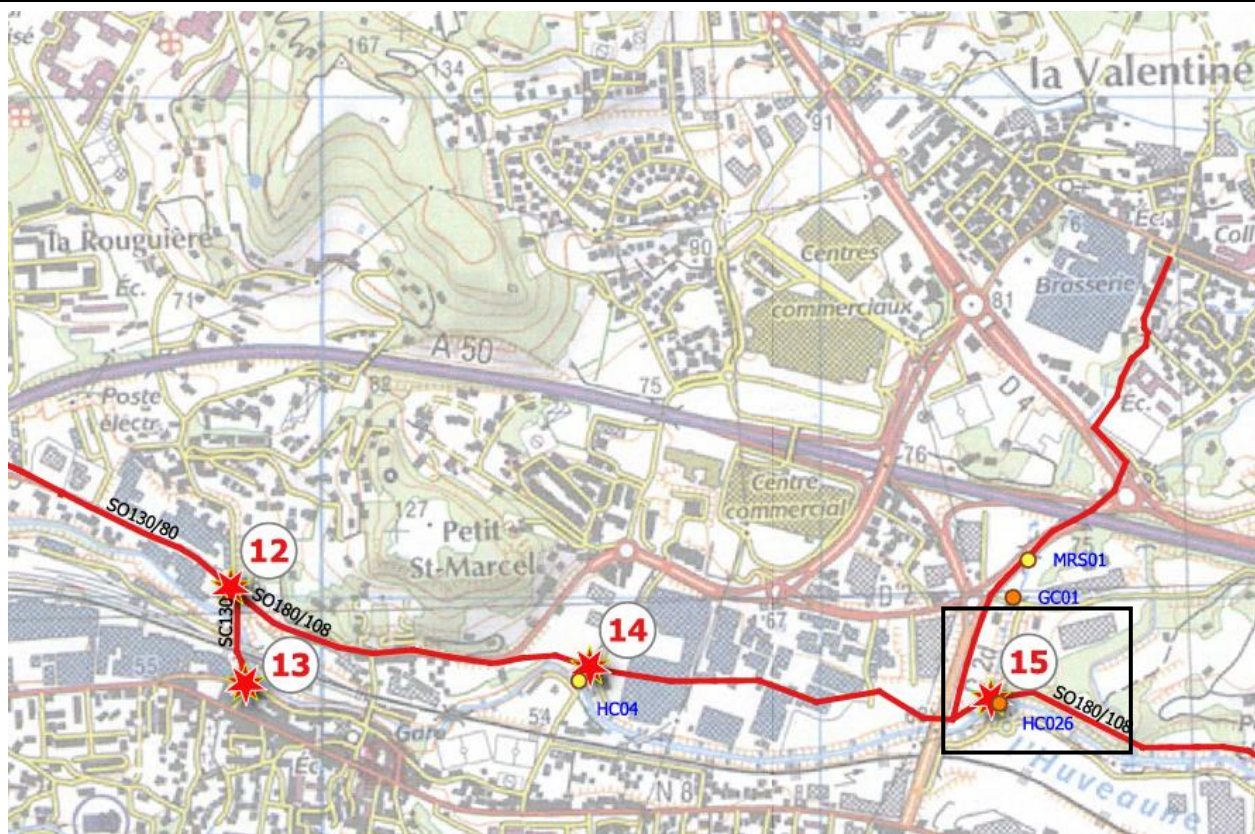 167
134
la Valentine
91
la Rouguière
Éc.
71
90
76
Éc.
Coll
Centres
commerciaux
81
Brasserie
A 50
75
D 4
Poste
électr.
Éc.
76
SO130/80
127
Petit
St-Marcel
Centre
commercial
12
SO180/108
SC130
75
MRS01
GC01
D 2
67
14
13
55
15
SO180/108
HC04
54
HC026
Gare
Éc
l'Huveaune
N 8